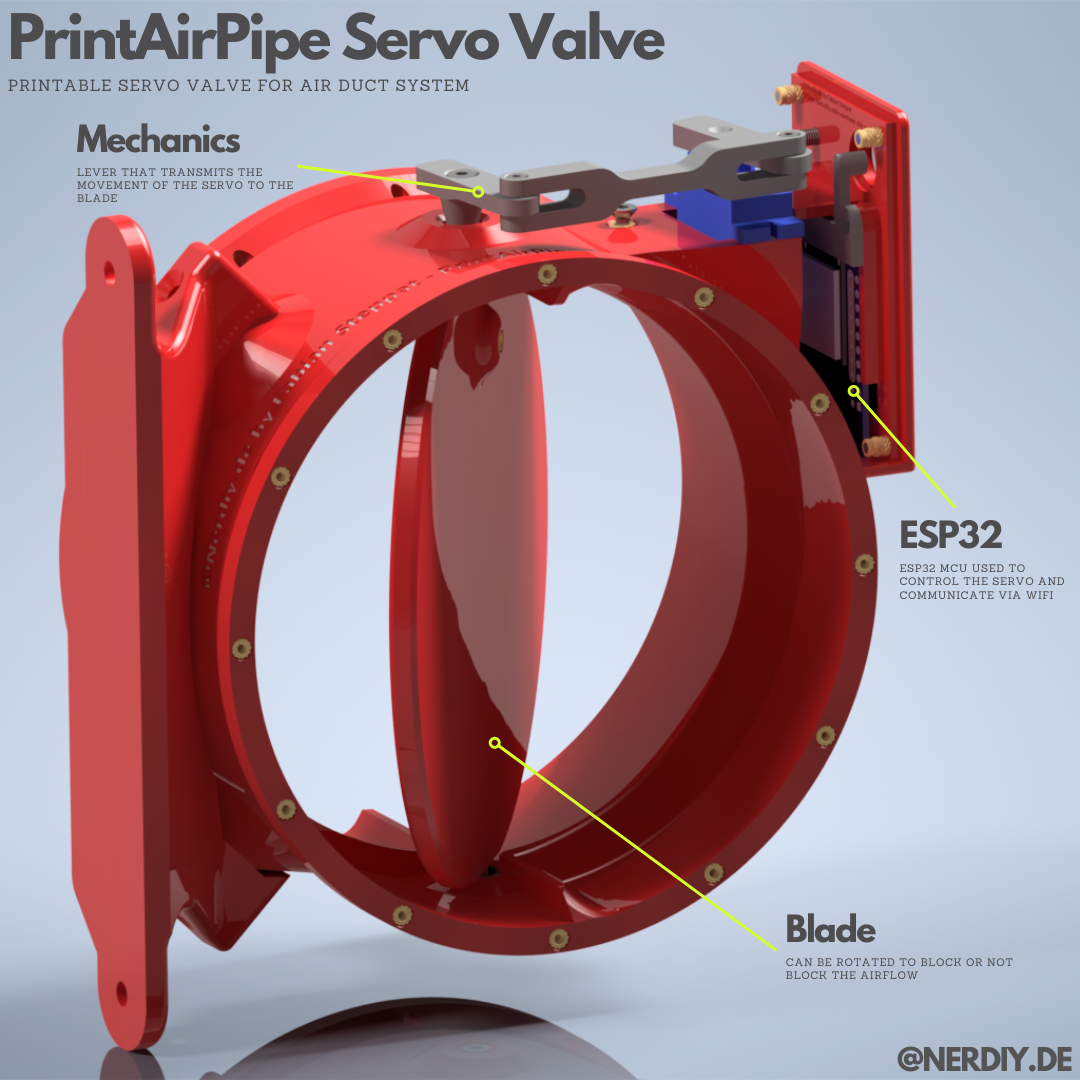 PrintAirPipe Servo Valve
PRINTABLE SERVO VALVE FOR AIR DUCT SYSTEM
Mechanics
LEVER THAT TRANSMITS THE
MOVEMENT OF THE SERVO TO THE
BLADE
ESP32
ESP32 MCU USED TO
CONTROL THE SERVO AND
COMMUNICATE VIA WIFI
Blade
CAN BE ROTATED TO BLOCK OR NOT
BLOCK THE AIRFLOW
@NERDIY.DE